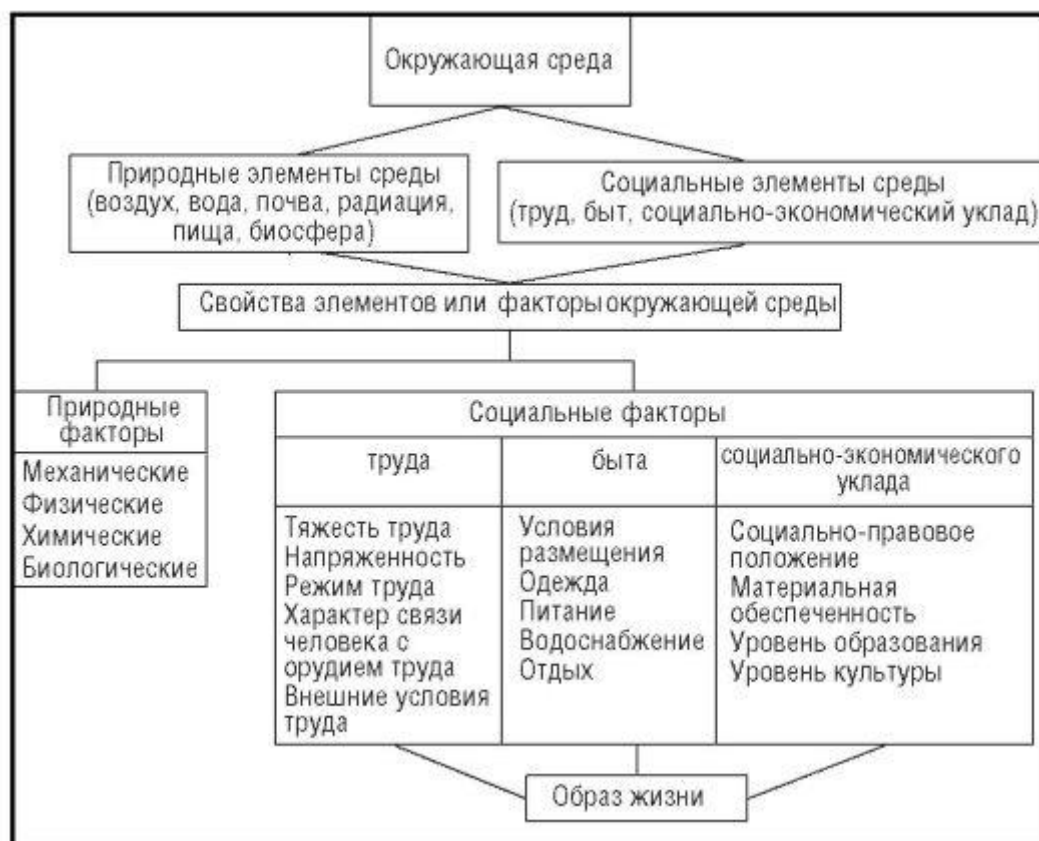 Окружающая среда
Природные элементы среды
(воздух, вода, почва, радиация,
пища, биосфера)
Социальные элементы среды
(труд, быт, социально-экономический уклад)
Свойства элементов или факторы окружающей среды
Природные
факторы
Механические
Физические
Химические
Биологические
Социальные факторы
труда
Тяжесть труда
Напряженность
Режим труда
Характер связи
человека с
орудием труда
Внешние условия
труда
быта
Условия
размещения
Одежда
Питание
Водоснабжение
Отдых
социально-экономического
уклада
Социально-правовое
положение
Материальная
обеспеченность
Уровень образования
Уровень культуры
Образ жизни